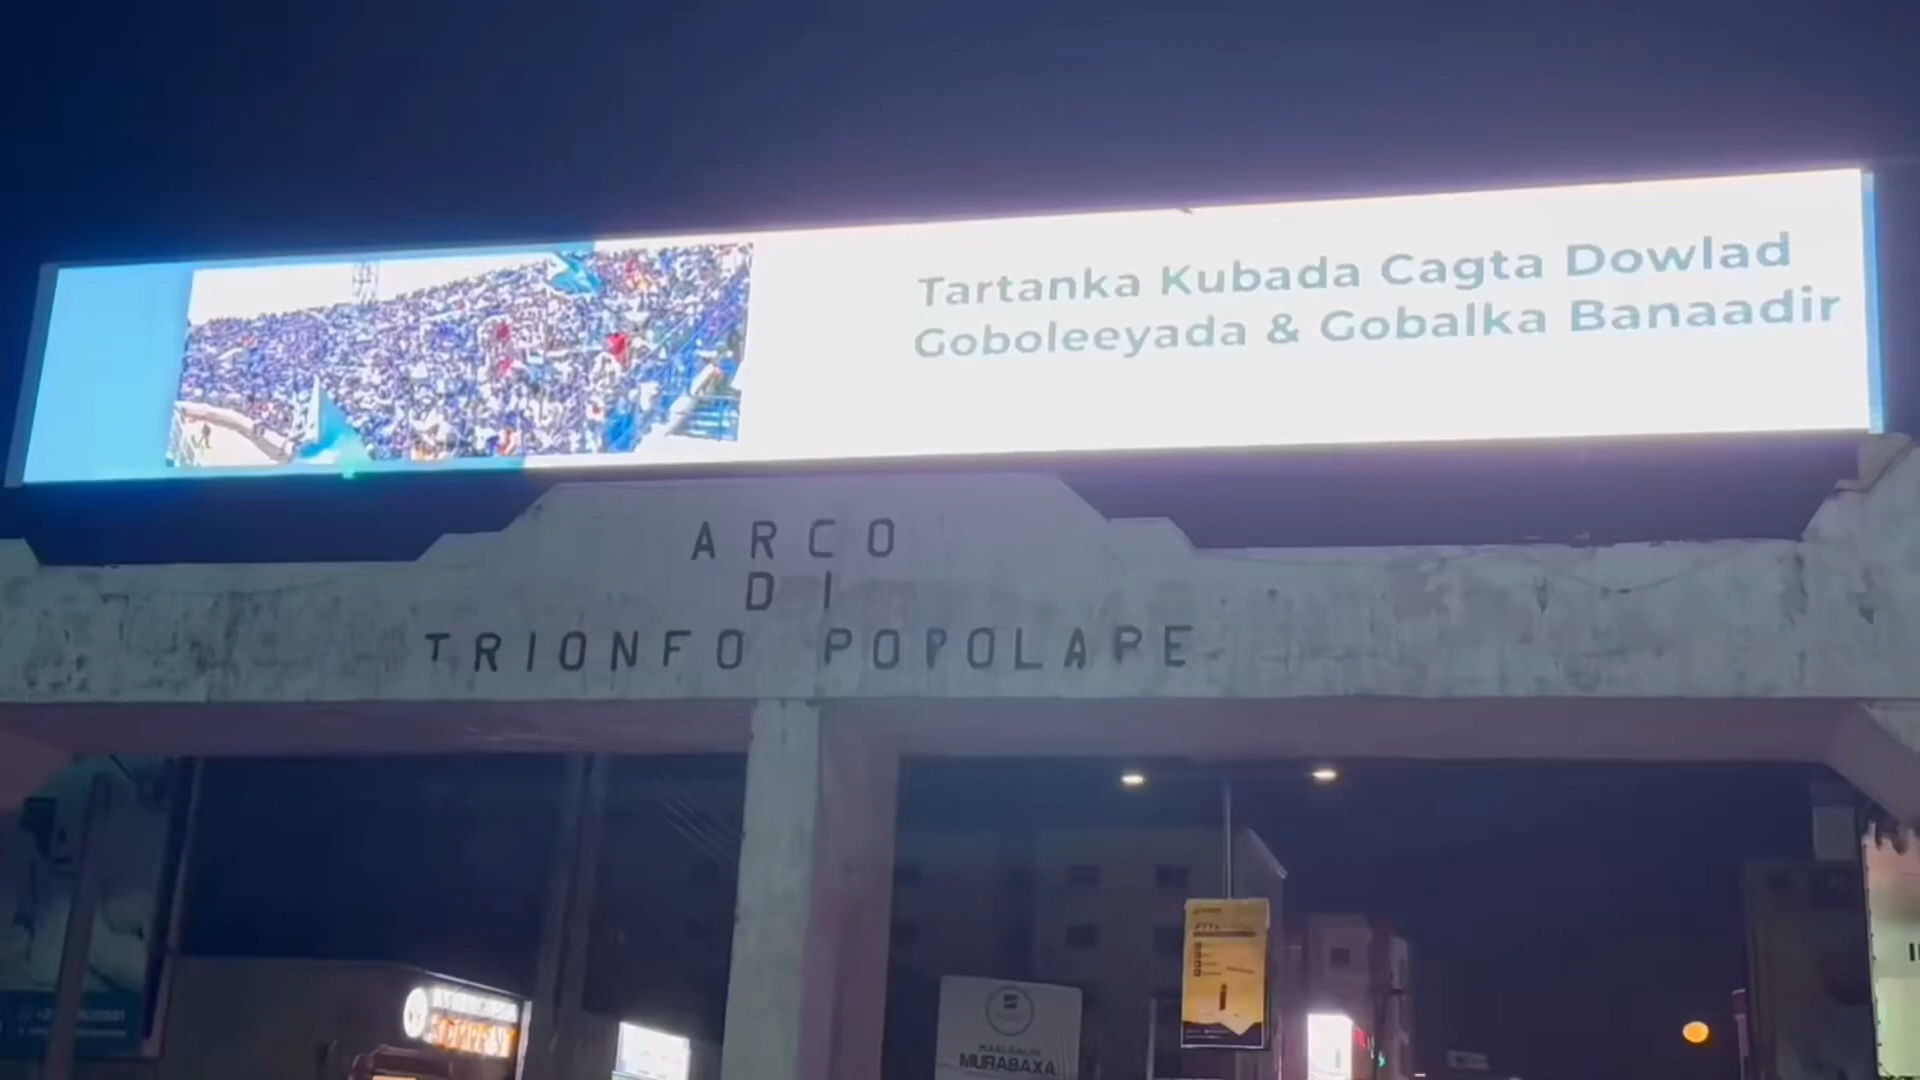 Tartanka Kubada Cagta Dowlad
Goboleeyada & Gobalka Banaadir
ARCO
DI
TRIONFO POPOLARE
MURABAXA